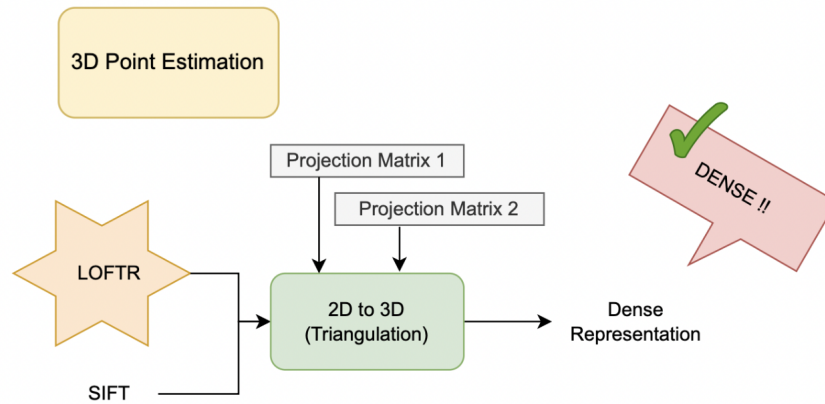 3D Point Estimation
Projection Matrix 1
DENSE !!
Projection Matrix 2
LOFTR
2D to 3D
(Triangulation)
Dense
Representation
SIFT